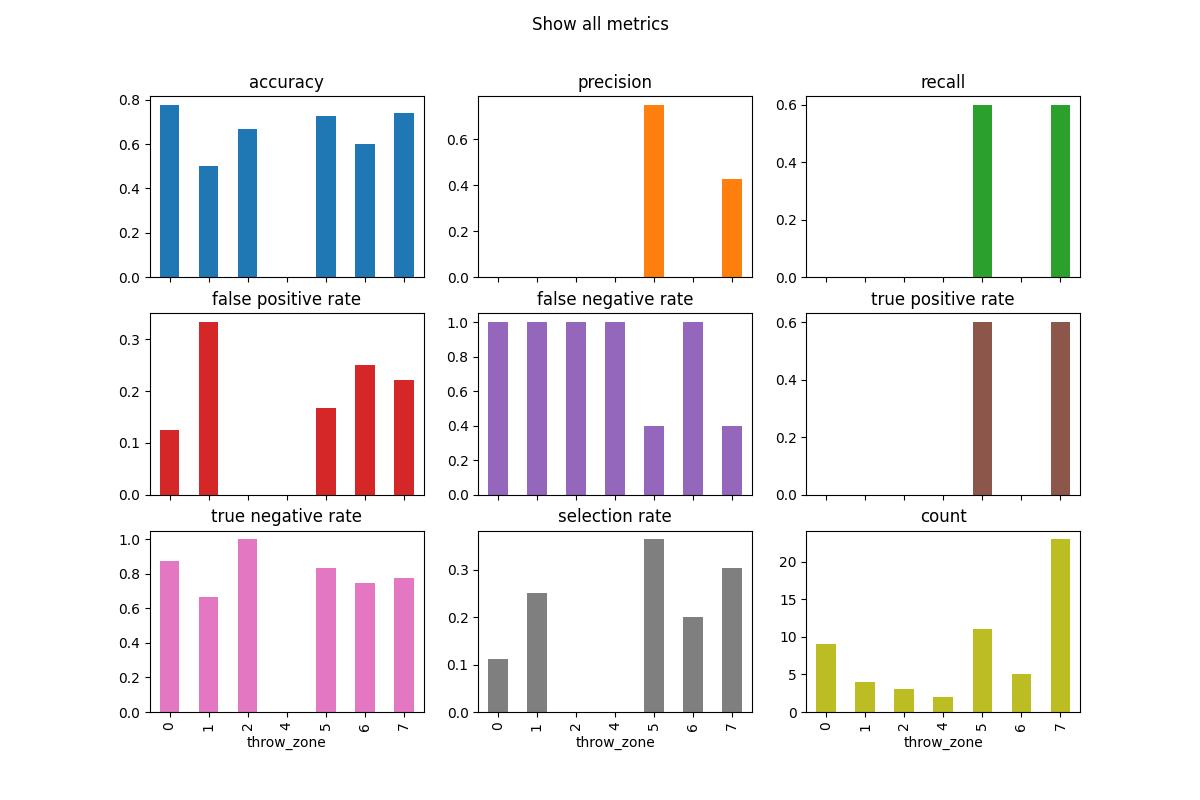 Show all metrics
accuracy
0.8
0.6
0.4
0.2
0.0
precision
0.6
0.4
0.2
0.0
recall
0.6
0.4
0.2
0.0
false positive rate
0.3
0.2
0.1
0.0
false negative rate
1.0
0.8
0.6
0.4
0.2
0.0
true positive rate
0.6
0.4
0.2
0.0
true negative rate
1.0
0.8
0.6
0.4
0.2
0.0
0 1 2 4 5 6 7
throw_zone
selection rate
0.3
0.2
0.1
0.0
0 1 2 4 5 6 7
throw_zone
count
20
15
10
5
0
0 1 2 4 5 6 7
throw_zone